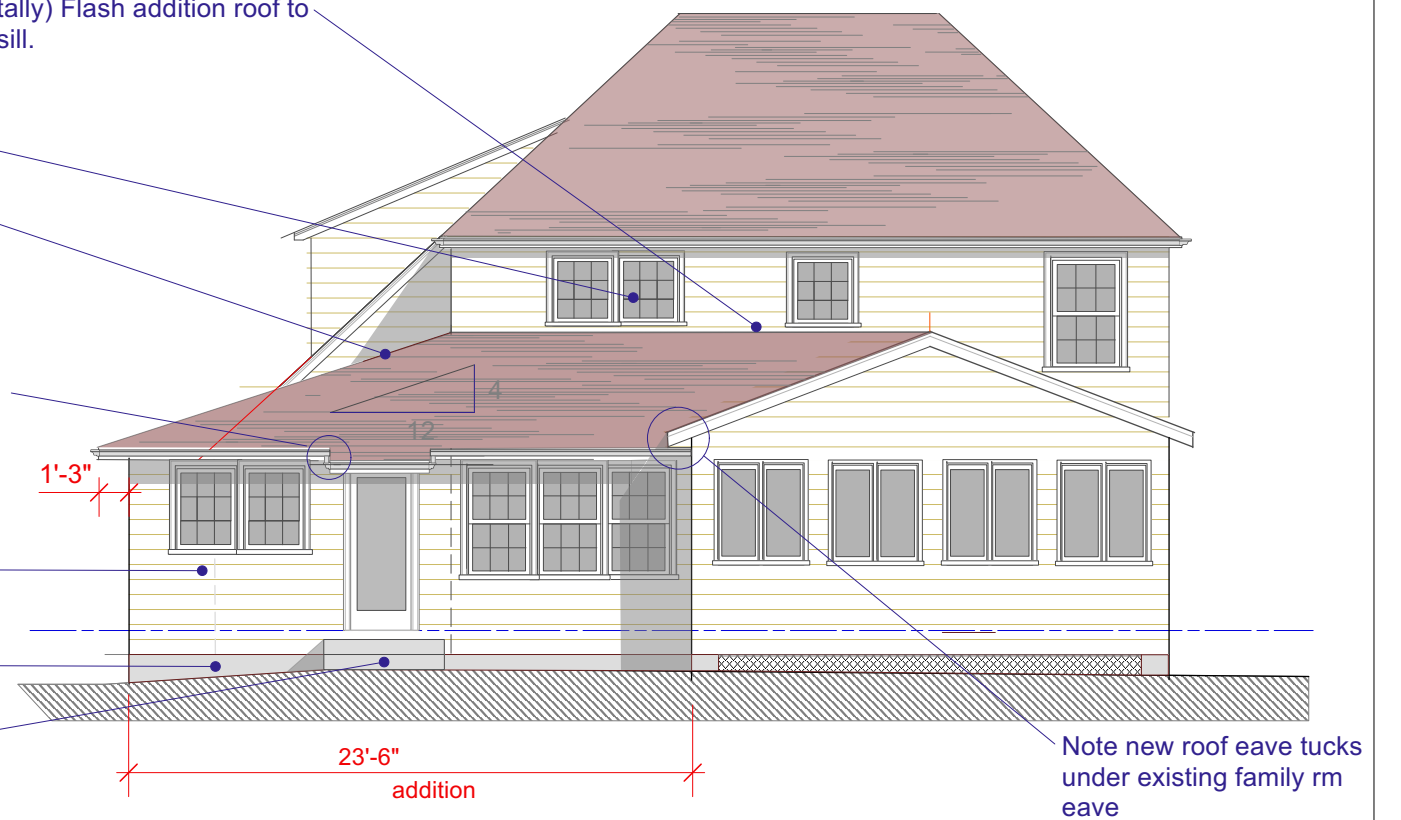 tally) Flash addition roof to
sill.
4
12
1'-3"
23'-6"
addition
Note new roof eave tucks
under existing family rm
eave